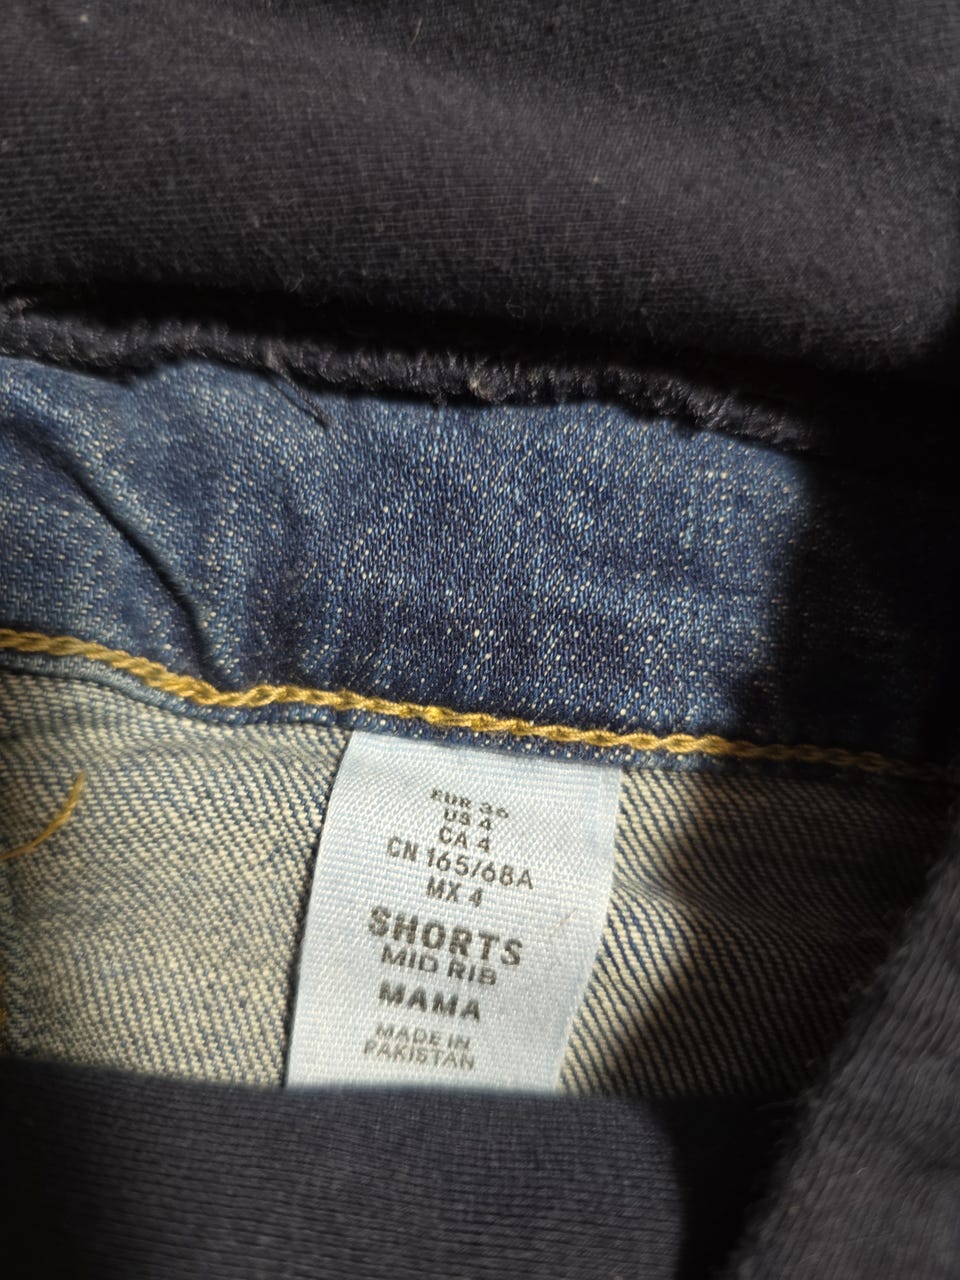 EUR 36
US 4
CA 4
CN 165/68A
MX 4
SHORTS
MID RIB
MAMA
MADE IN
PAKISTAN